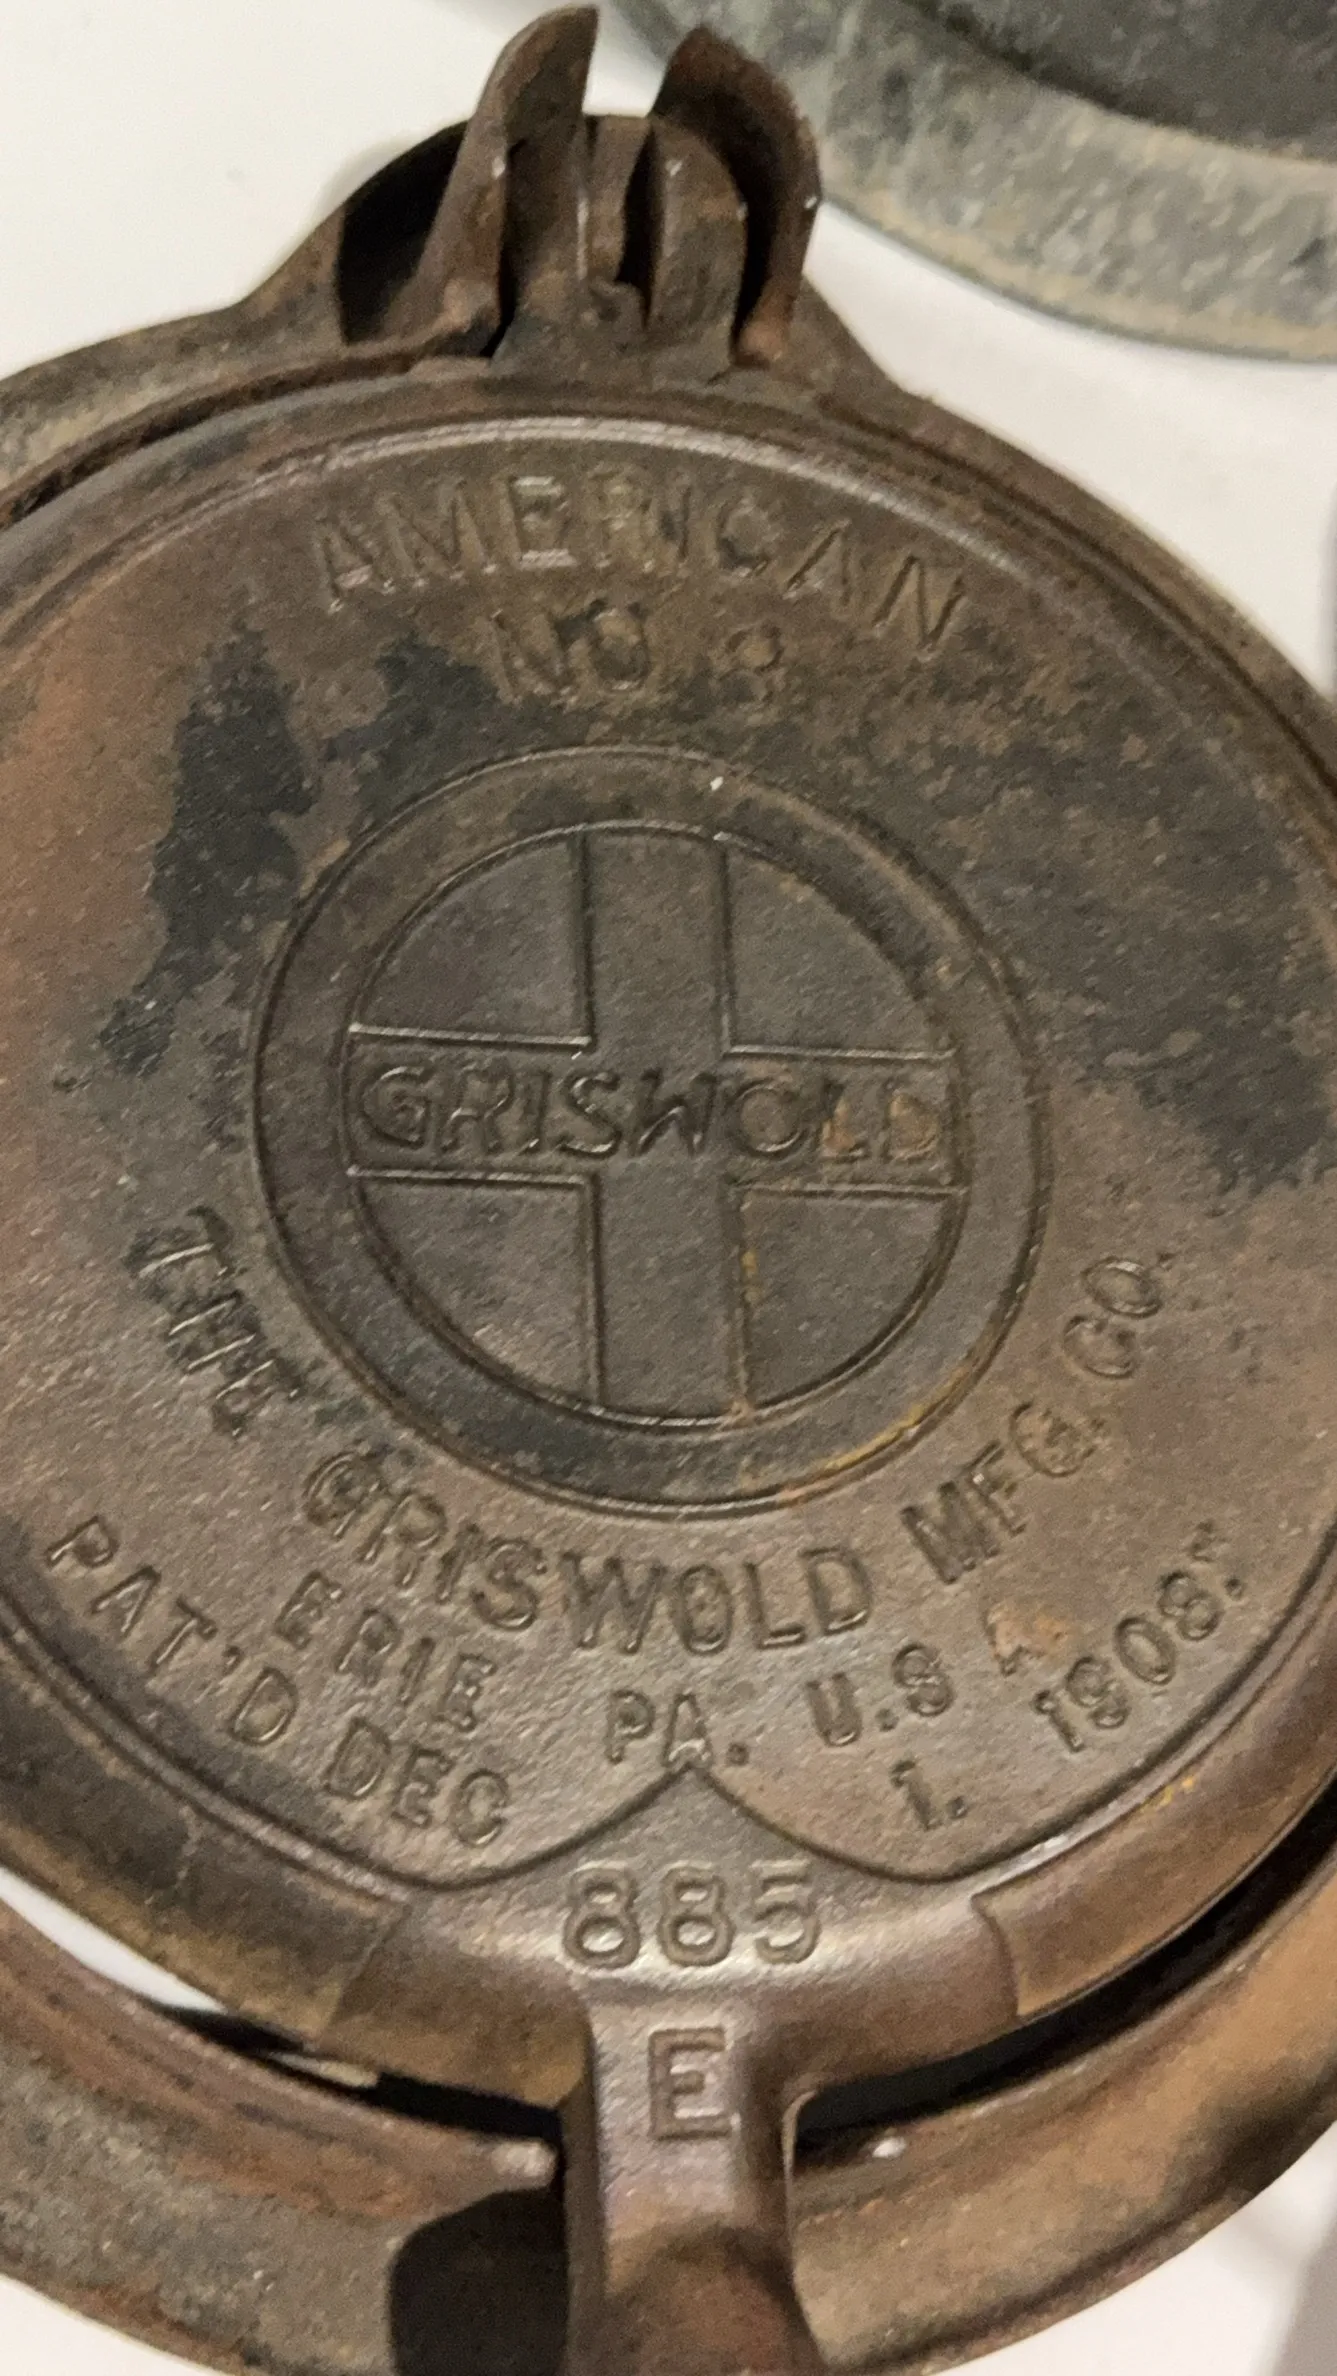 AMERICAN
NO 8
GRISWOLD
THE GRISWOLD MFG. CO.
ERIE PA. U.S A.
PAT'D DEC 1. 1908.
885
E